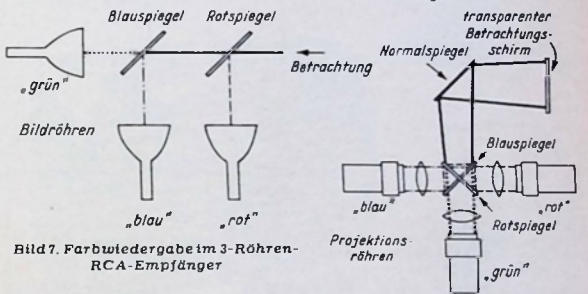 Blauspiegel
Rotspiegel
„grün"
Betrachtung
Bildröhren
„blau"
„rot"
Bild 7. Farbwiedergabe im 3-Röhren-
RCA-Empfänger
transparenter
Betrachtungs-
schirm
Normalspiegel
Blauspiegel
„blau"
„rot"
Rotspiegel
Projektions-
röhren
„grün"